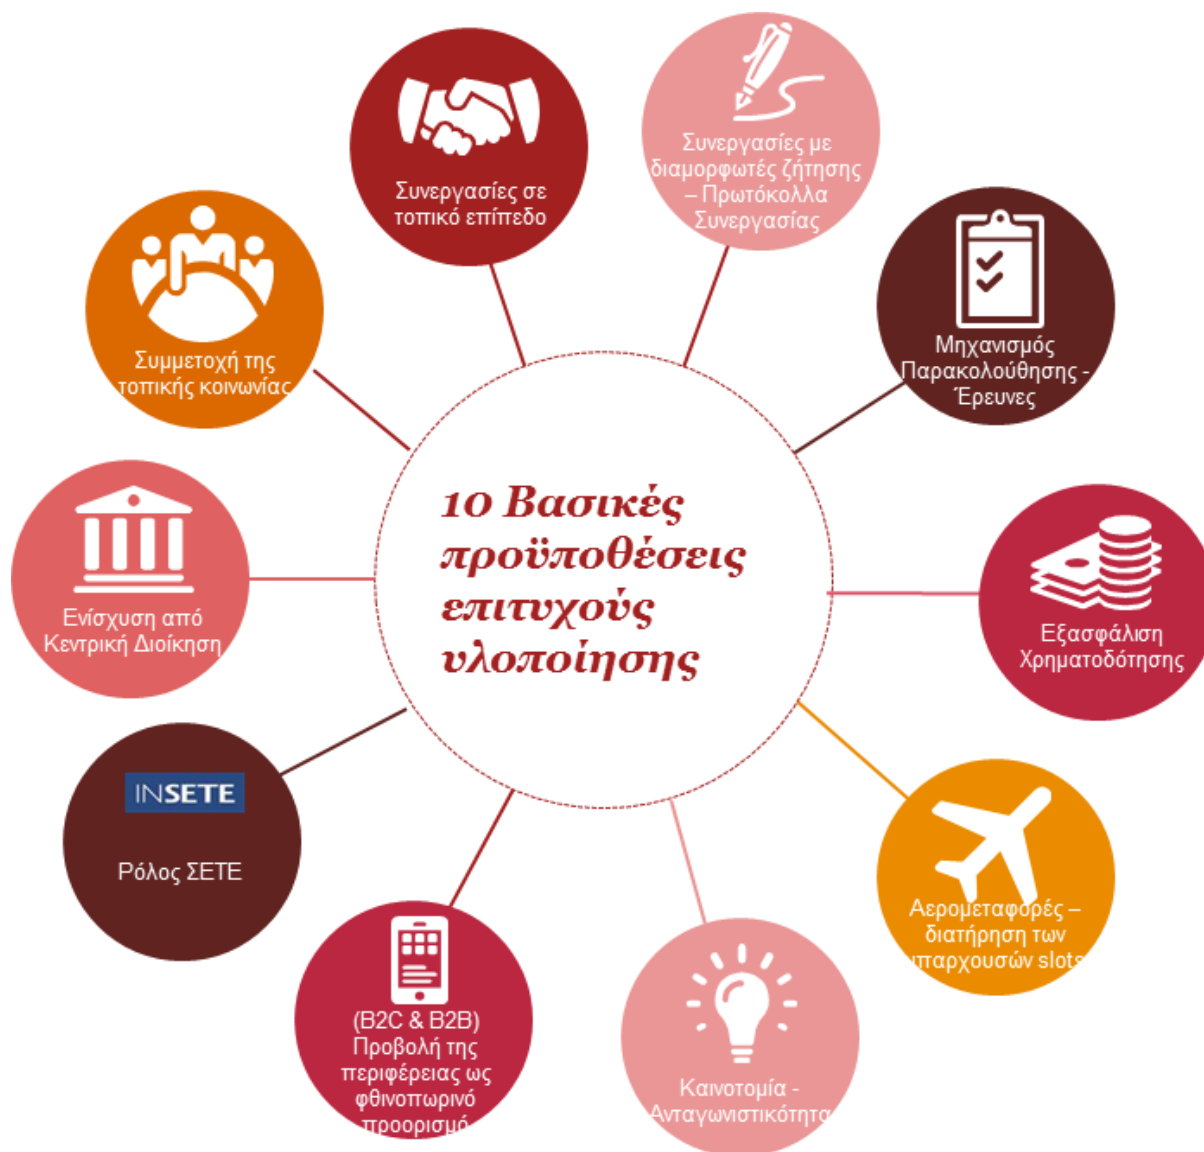 10 Βασικές
προϋποθέσεις
επιτυχούς
υλοποίησης
Συνεργασίες σε
τοπικό επίπεδο
Συνεργασίες με
διαμορφωτές ζήτησης
– Πρωτόκολλα
Συνεργασίας
Μηχανισμός
Παρακολούθησης -
Έρευνες
Εξασφάλιση
Χρηματοδότησης
Αερομεταφορές –
διατήρηση των
υπαρχουσών slots
Καινοτομία -
Ανταγωνιστικότητα
(B2C & B2B)
Προβολή της
περιφέρειας ως
φθινοπωρινό
προορισμό
INSETE
Ρόλος ΣΕΤΕ
Ενίσχυση από
Κεντρική Διοίκηση
Συμμετοχή της
τοπικής κοινωνίας